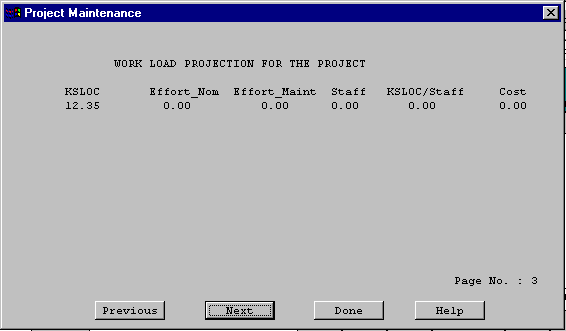 Project Maintenance
WORK LOAD PROJECTION FOR THE PROJECT
KSLOC Effort_Nom Effort_Maint Staff KSLOC/Staff Cost
12.35 0.00 0.00 0.00 0.00 0.00
Page No. : 3
Previous Next Done Help